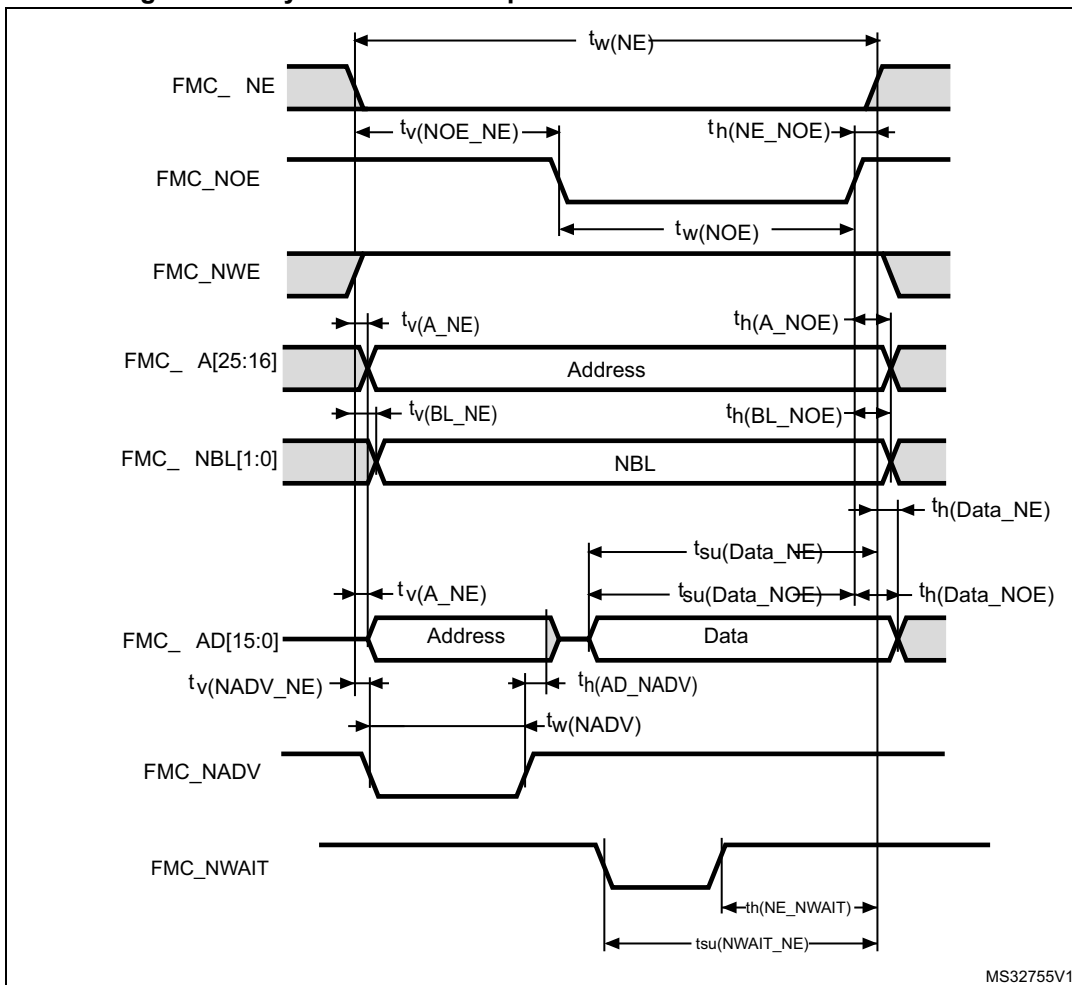 tw(NE)
FMC_ NE
tv(NOE_NE)
th(NE_NOE)
FMC_NOE
tw(NOE)
FMC_NWE
tv(A_NE)
th(A_NOE)
FMC_ A[25:16]
Address
tv(BL_NE)
th(BL_NOE)
FMC_ NBL[1:0]
NBL
th(Data_NE)
tsu(Data_NE)
tv(A_NE)
tsu(Data_NOE)
th(Data_NOE)
FMC_ AD[15:0]
Address
Data
tv(NADV_NE)
th(AD_NADV)
tw(NADV)
FMC_NADV
FMC_NWAIT
th(NE_NWAIT)
tsu(NWAIT_NE)
MS32755V1